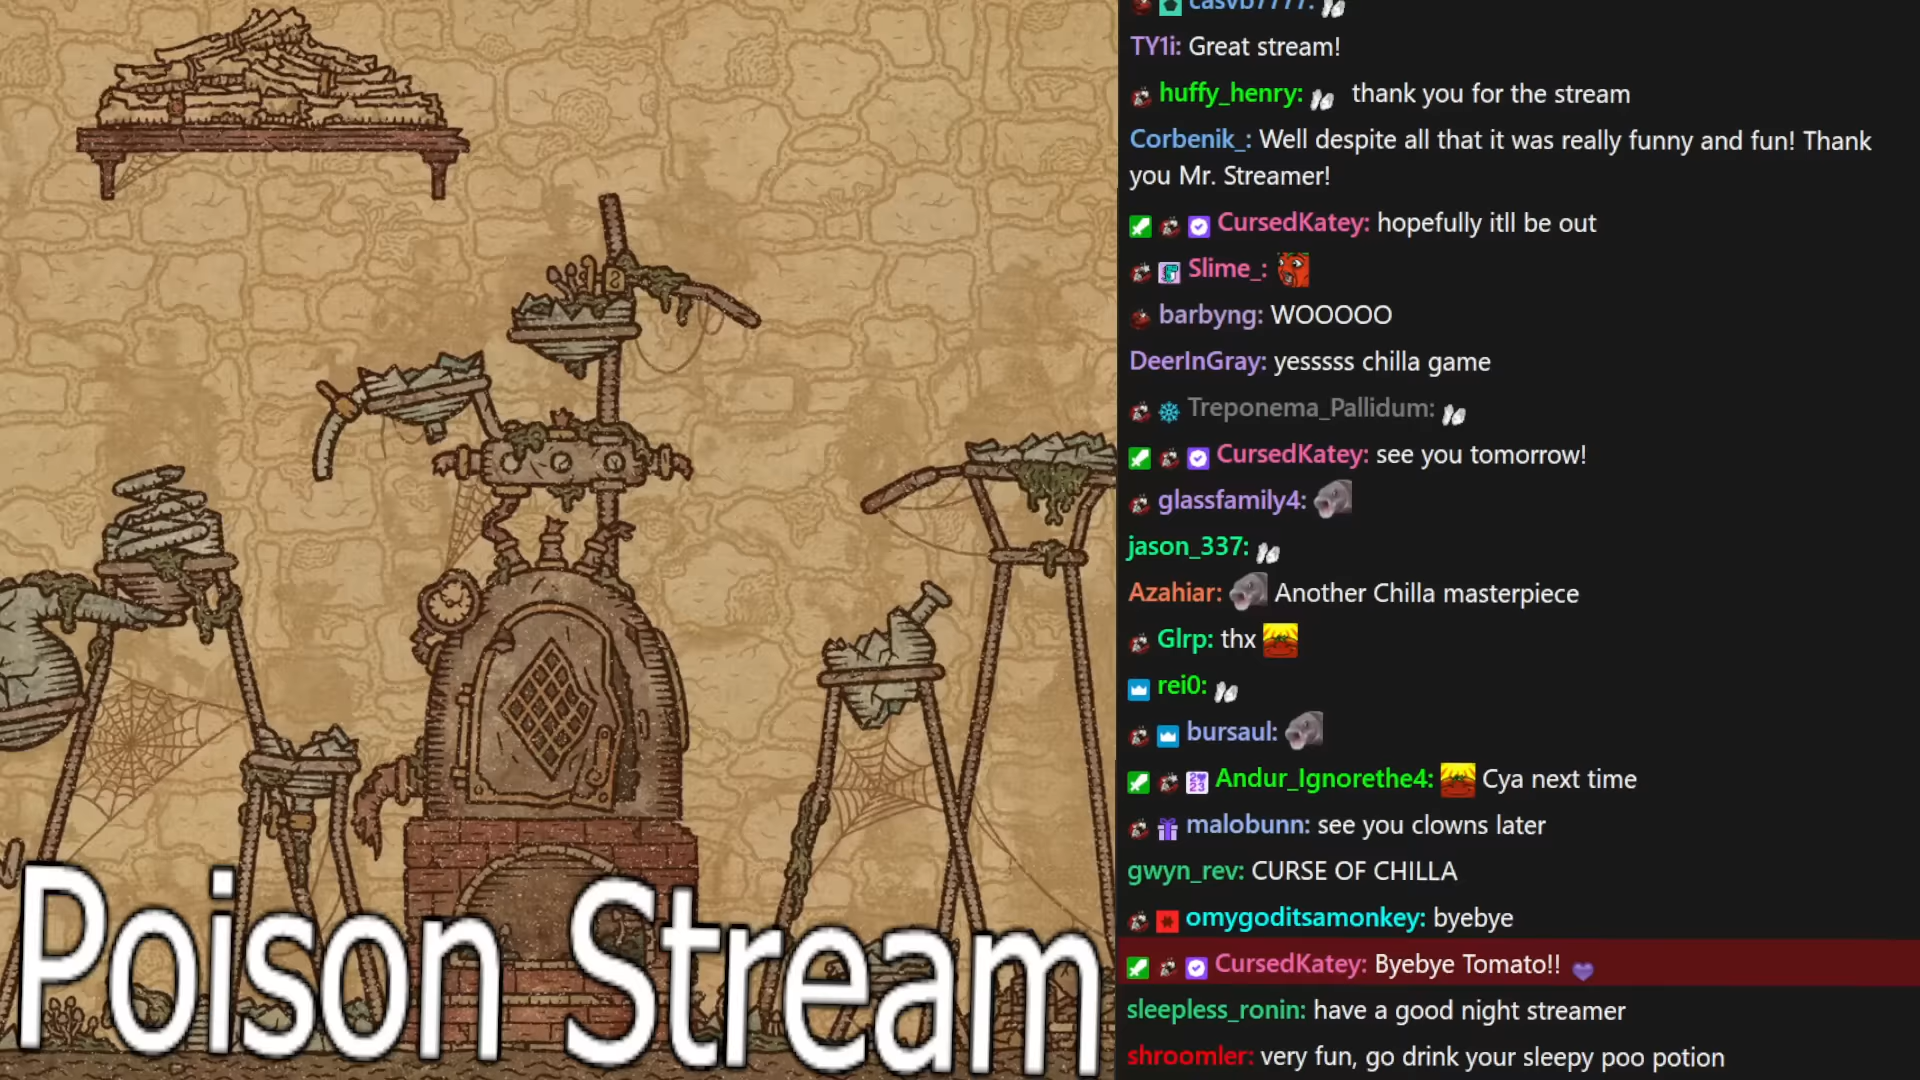 casvb7777:
TY1i: Great stream!
huffy_henry: thank you for the stream
Corbenik_: Well despite all that it was really funny and fun! Thank
you Mr. Streamer!
CursedKatey: hopefully itll be out
Slime_:
barbyng: WOOOOO
DeerInGray: yesssss chilla game
Treponema_Pallidum:
CursedKatey: see you tomorrow!
glassfamily4:
jason_337:
Azahiar: Another Chilla masterpiece
Glrp: thx
rei0:
bursaul:
Andur_Ignorethe4: Cya next time
malobunn: see you clowns later
gwyn_rev: CURSE OF CHILLA
omygoditsamonkey: byebye
CursedKatey: Byebye Tomato!!
sleepless_ronin: have a good night streamer
shroomler: very fun, go drink your sleepy poo potion
Poison Stream